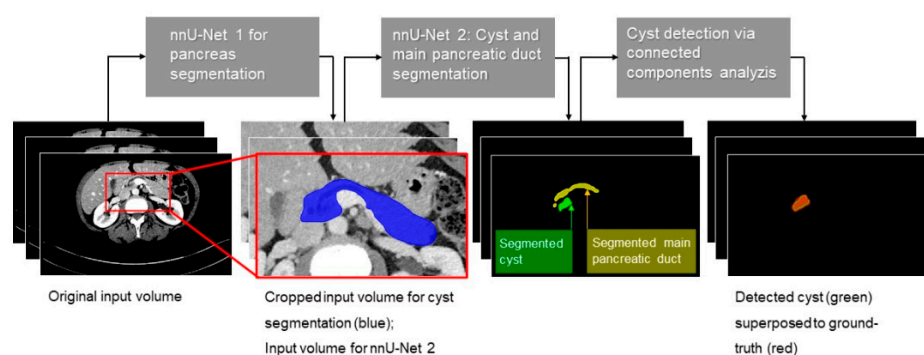 nnU-Net 1 for
pancreas
segmentation
nnU-Net 2: Cyst and
main pancreatic duct
segmentation
Cyst detection via
connected
components analyzis
Segmented
cyst
Segmented main
pancreatic duct
Original input volume
Cropped input volume for cyst
segmentation (blue);
Input volume for nnU-Net 2
Detected cyst (green)
superposed to ground-
truth (red)